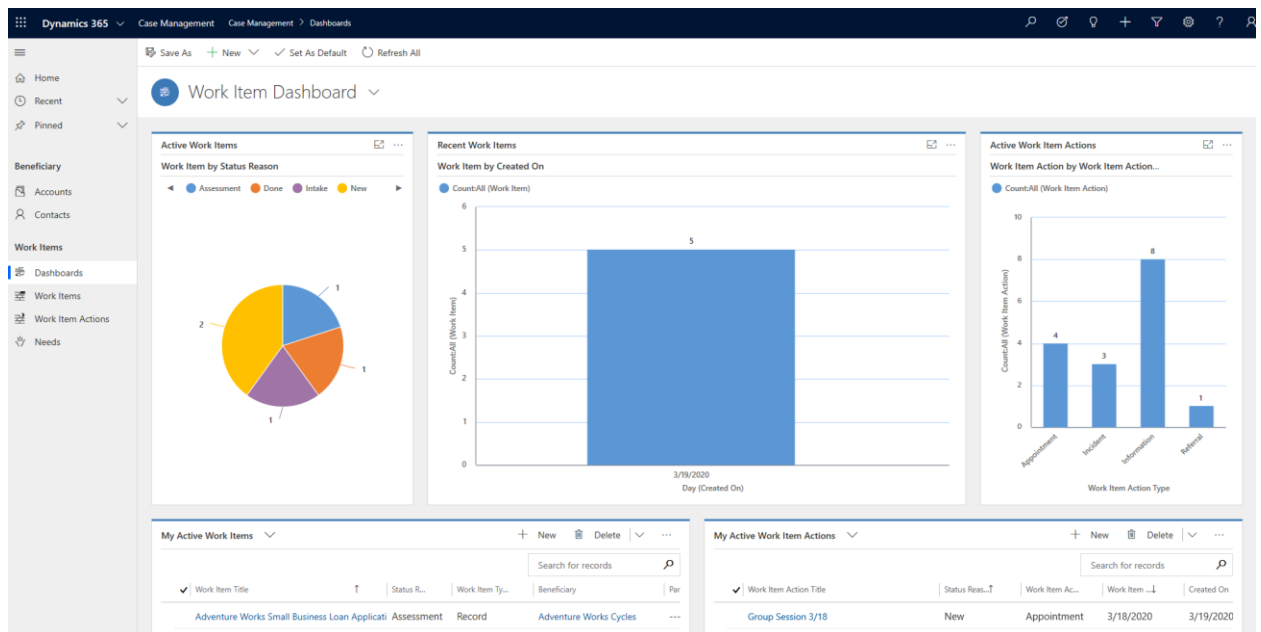 Dynamics 365 Case Management Case Management > Dashboards
Save As New Set As Default Refresh All
Home
Recent
Pinned
Beneficiary
Accounts
Contacts
Work Items
Dashboards
Work Items
Work Item Actions
Needs
Work Item Dashboard
Active Work Items
Work Item by Status Reason
Assessment Done Intake New
1
2
1
1
Recent Work Items
Work Item by Created On
Count:All (Work Item)
6
5
4
3
2
1
0
Count:All (Work Item)
5
3/19/2020
Day (Created On)
Active Work Item Actions
Work Item Action by Work Item Action...
Count:All (Work Item Action)
10
8
6
4
2
0
Count:All (Work Item Action)
4
3
8
1
Appointment
Incident
Information
Referral
Work Item Action Type
My Active Work Items New Delete ...
Search for records
Work Item Title Status R... Work Item Ty... Beneficiary Par
Adventure Works Small Business Loan Applicati Assessment Record Adventure Works Cycles ---
My Active Work Item Actions New Delete ...
Search for records
Work Item Action Title Status Reas... Work Item Ac... Work Item ... Created On
Group Session 3/18 New Appointment 3/18/2020 3/19/2020